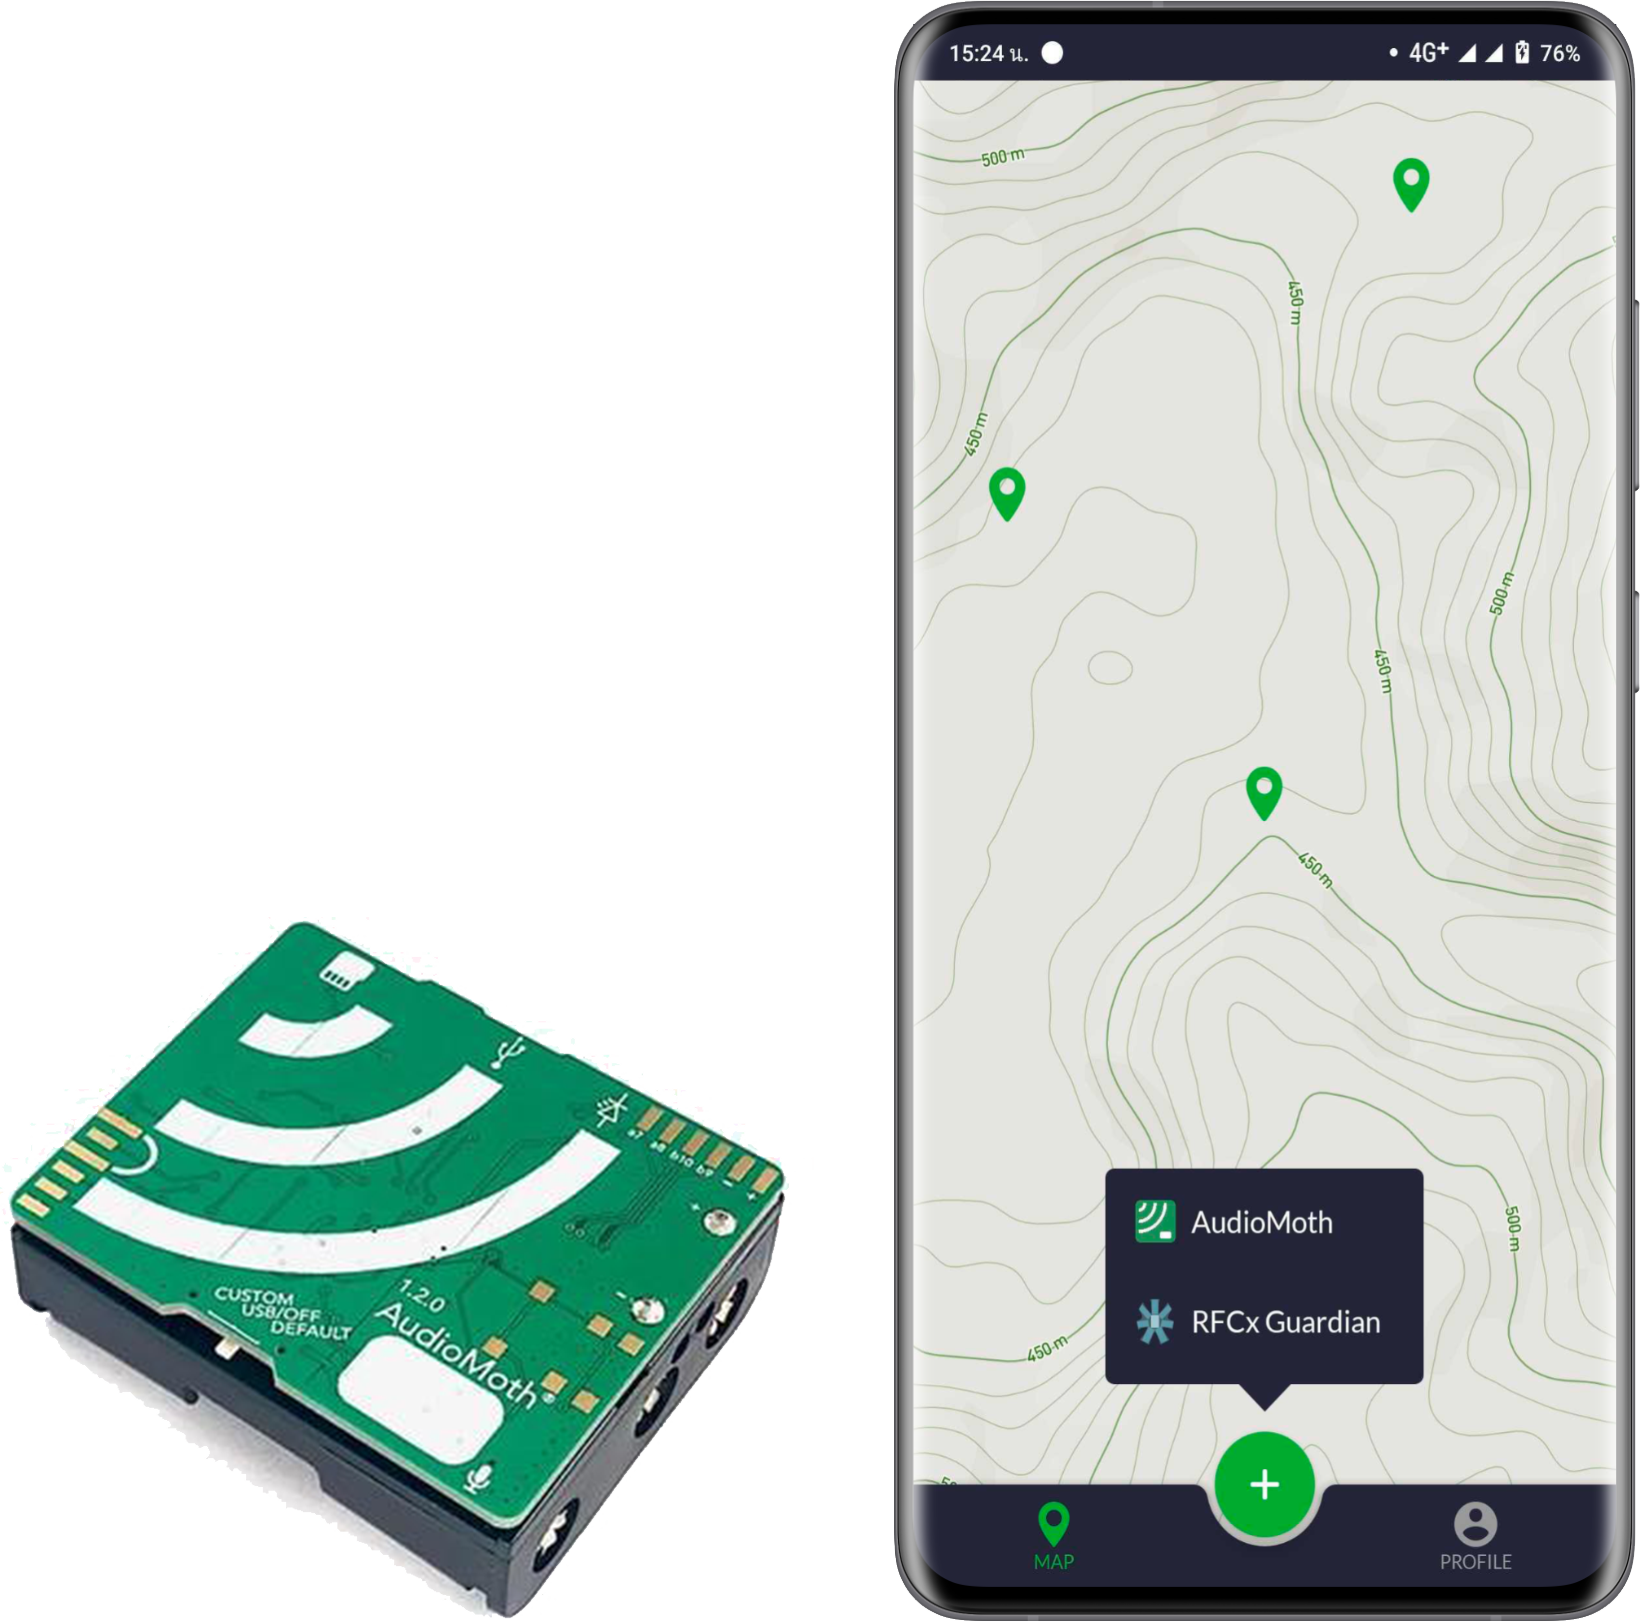 CUSTOM
USB/OFF
DEFAULT
1.2.0
AudioMoth®
a7 a8 b10 b9 - +
+
-
15:24 น.
4G+
76%
500 m
450 m
450 m
500 m
450 m
450 m
500 m
450 m
AudioMoth
RFCx Guardian
+
MAP
PROFILE